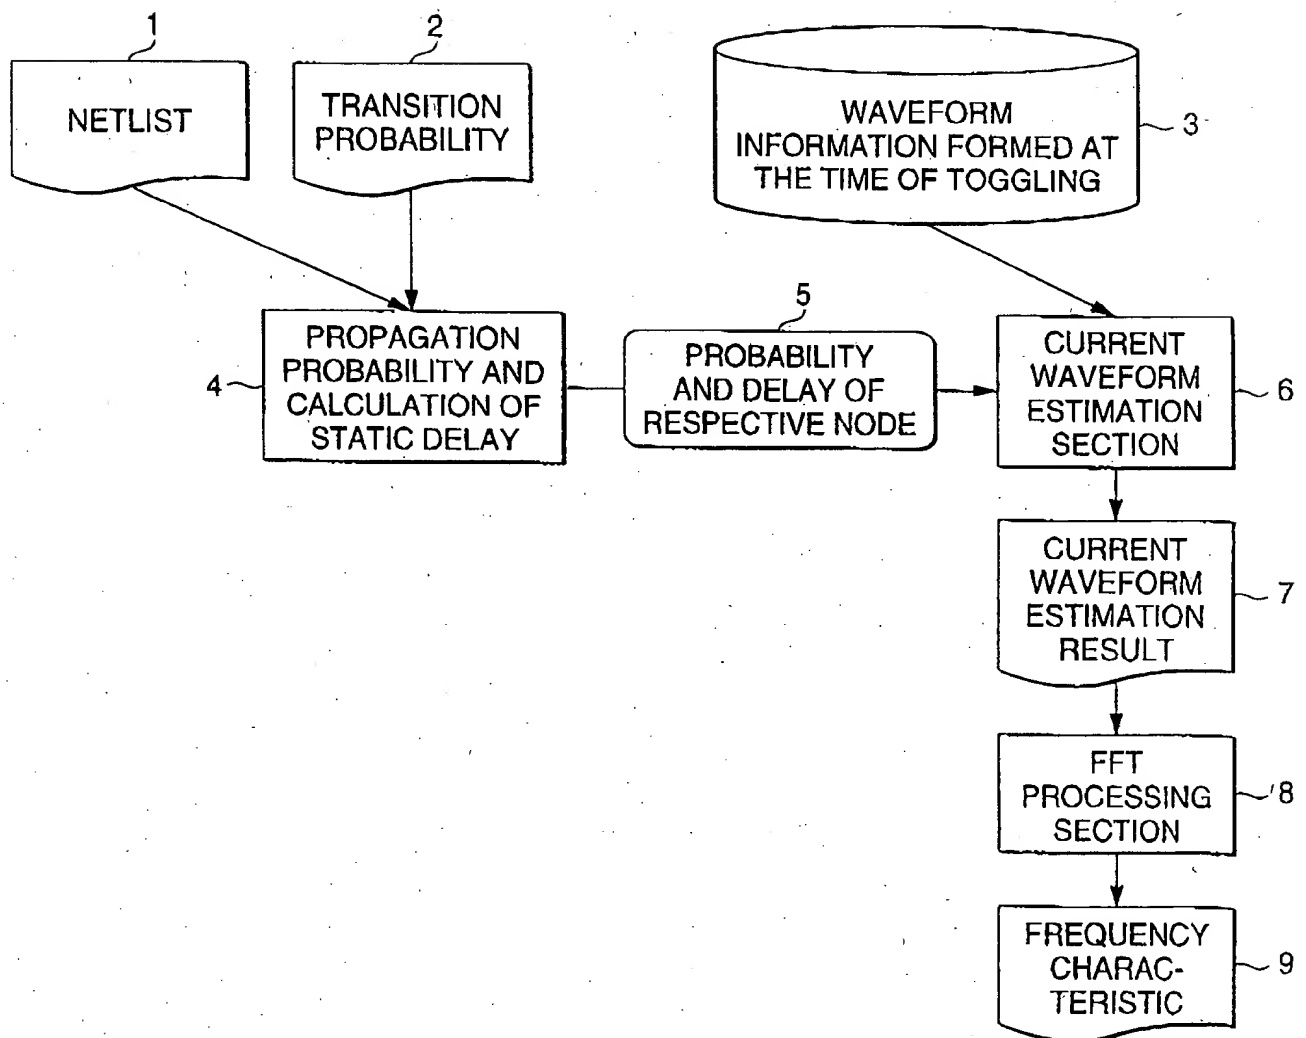 1
NETLIST
2
TRANSITION
PROBABILITY
3
WAVEFORM
INFORMATION FORMED AT
THE TIME OF TOGGLING
4
PROPAGATION
PROBABILITY AND
CALCULATION OF
STATIC DELAY
5
PROBABILITY
AND DELAY OF
RESPECTIVE NODE
6
CURRENT
WAVEFORM
ESTIMATION
SECTION
7
CURRENT
WAVEFORM
ESTIMATION
RESULT
8
FFT
PROCESSING
SECTION
9
FREQUENCY
CHARAC-
TERISTIC